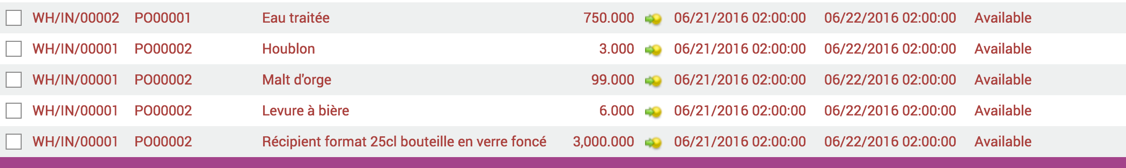 WH/IN/00002 PO00001 Eau traitée 750.000 06/21/2016 02:00:00 06/22/2016 02:00:00 Available
WH/IN/00001 PO00002 Houblon 3.000 06/21/2016 02:00:00 06/22/2016 02:00:00 Available
WH/IN/00001 PO00002 Malt d'orge 99.000 06/21/2016 02:00:00 06/22/2016 02:00:00 Available
WH/IN/00001 PO00002 Levure à bière 6.000 06/21/2016 02:00:00 06/22/2016 02:00:00 Available
WH/IN/00001 PO00002 Récipient format 25cl bouteille en verre foncé 3,000.000 06/21/2016 02:00:00 06/22/2016 02:00:00 Available